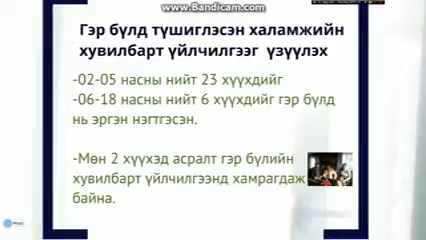 www.Bandicam.com
Гэр бүлд түшиглэсэн халамжийн
хувилбарт үйлчилгээг үзүүлэх
-02-05 насны нийт 23 хүүхдийг
-06-18 насны нийт 6 хүүхдийг гэр бүлд
нь эргэн нэгтгэсэн.
-Мөн 2 хүүхэд асралт гэр бүлийн
хувилбарт үйлчилгээнд хамрагдаж
байна.